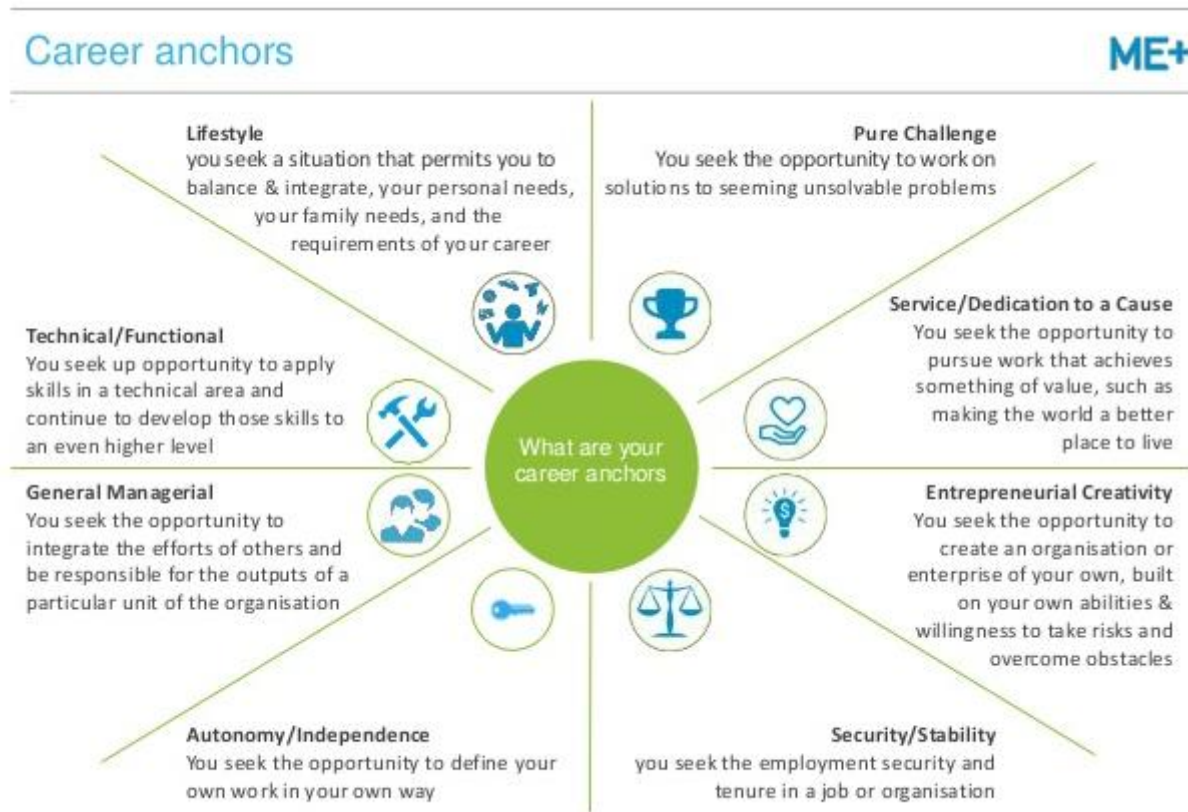 Career anchors
ME+
Lifestyle
you seek a situation that permits you to
balance & integrate, your personal needs,
your family needs, and the
requirements of your career
Pure Challenge
You seek the opportunity to work on
solutions to seeming unsolvable problems
Technical/Functional
You seek up opportunity to apply
skills in a technical area and
continue to develop those skills to
an even higher level
Service/Dedication to a Cause
You seek the opportunity to
pursue work that achieves
something of value, such as
making the world a better
place to live
What are your
career anchors
General Managerial
You seek the opportunity to
integrate the efforts of others and
be responsible for the outputs of a
particular unit of the organisation
Entrepreneurial Creativity
You seek the opportunity to
create an organisation or
enterprise of your own, built
on your own abilities &
willingness to take risks and
overcome obstacles
$
Autonomy/Independence
You seek the opportunity to define your
own work in your own way
Security/Stability
you seek the employment security and
tenure in a job or organisation